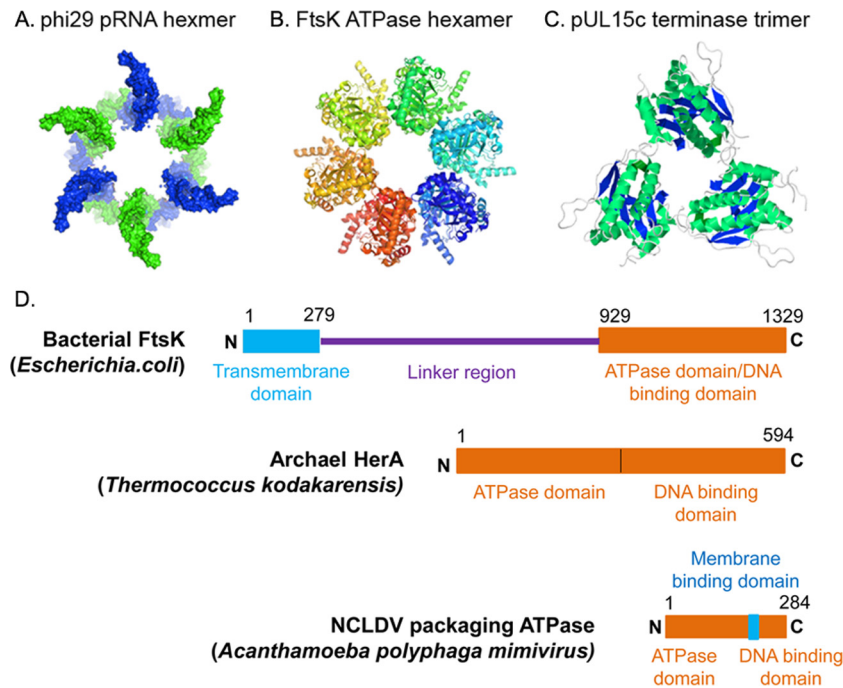 A. phi29 pRNA hexmer
B. FtsK ATPase hexamer
C. pUL15c terminase trimer
D.
1 279 929 1329
Bacterial FtsK N C
(Escherichia.coli)
Transmembrane domain
Linker region
ATPase domain/DNA binding domain
1 594
Archael HerA N C
(Thermococcus kodakarensis)
ATPase domain
DNA binding domain
Membrane
binding domain
1 284
NCLDV packaging ATPase N C
(Acanthamoeba polyphaga mimivirus)
ATPase domain
DNA binding domain